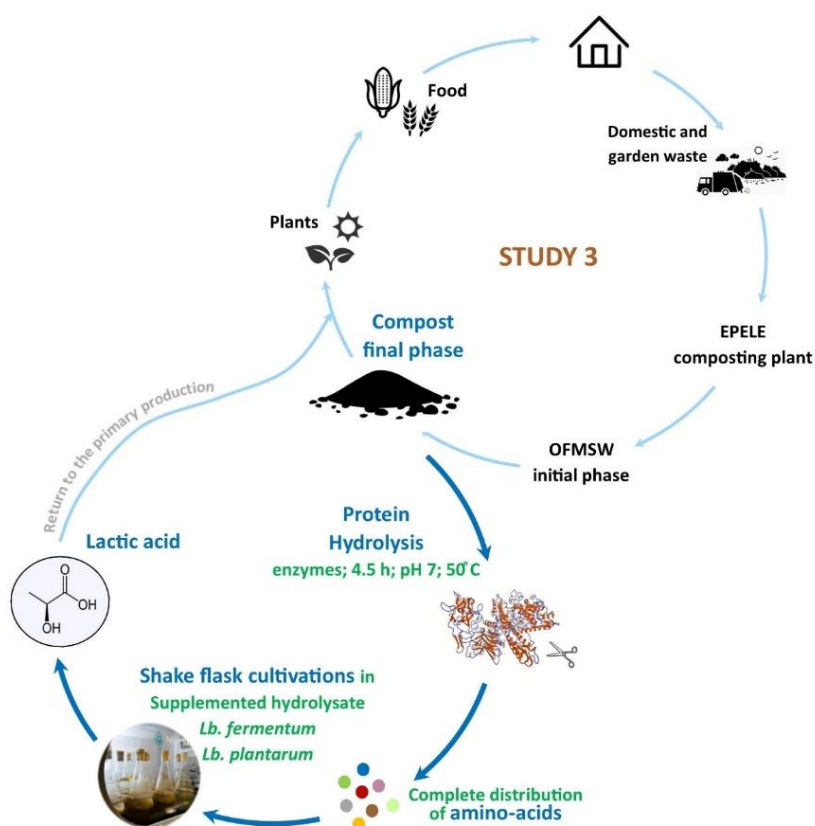 Food
Domestic and
garden waste
Plants
STUDY 3
Compost
final phase
EPELE
composting plant
OFMSW
initial phase
Return to the primary production
Protein
Hydrolysis
enzymes; 4.5 h; pH 7; 50°C
Lactic acid
O
OH
OH
Shake flask cultivations in
Supplemented hydrolysate
Lb. fermentum
Lb. plantarum
Complete distribution
of amino-acids